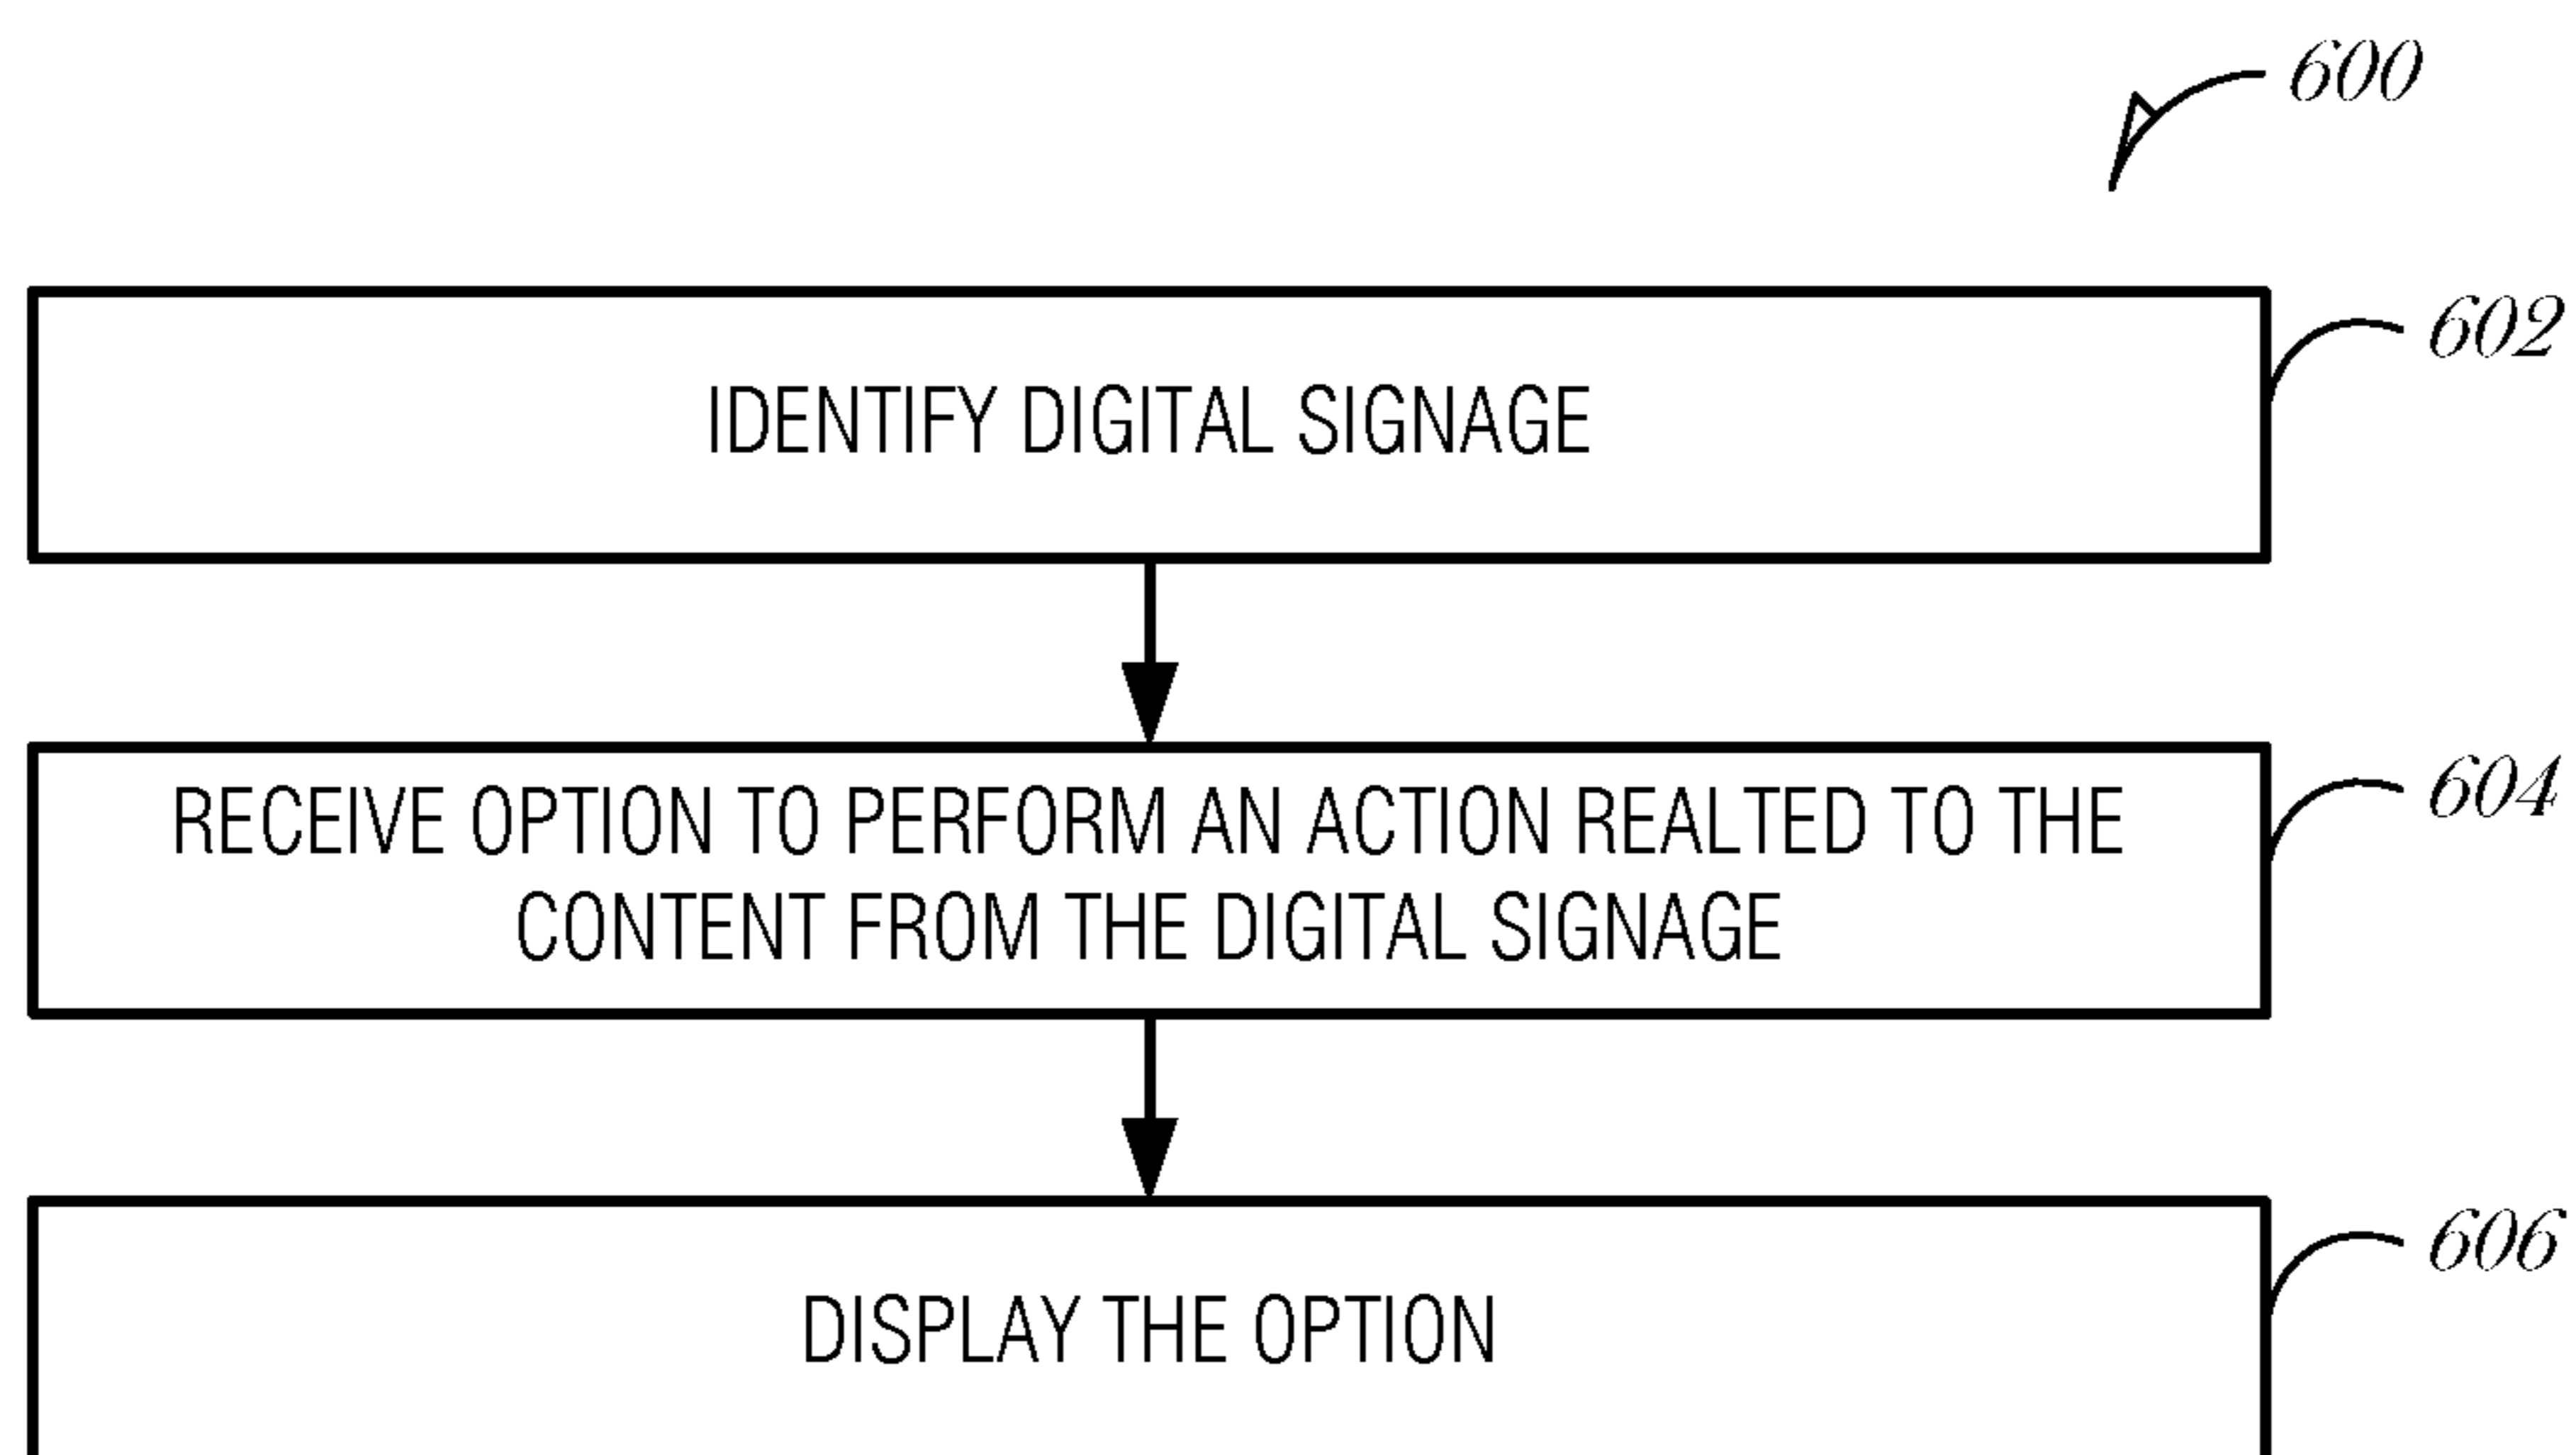 600
602
IDENTIFY DIGITAL SIGNAGE
604
RECEIVE OPTION TO PERFORM AN ACTION REALTED TO THE
CONTENT FROM THE DIGITAL SIGNAGE
606
DISPLAY THE OPTION